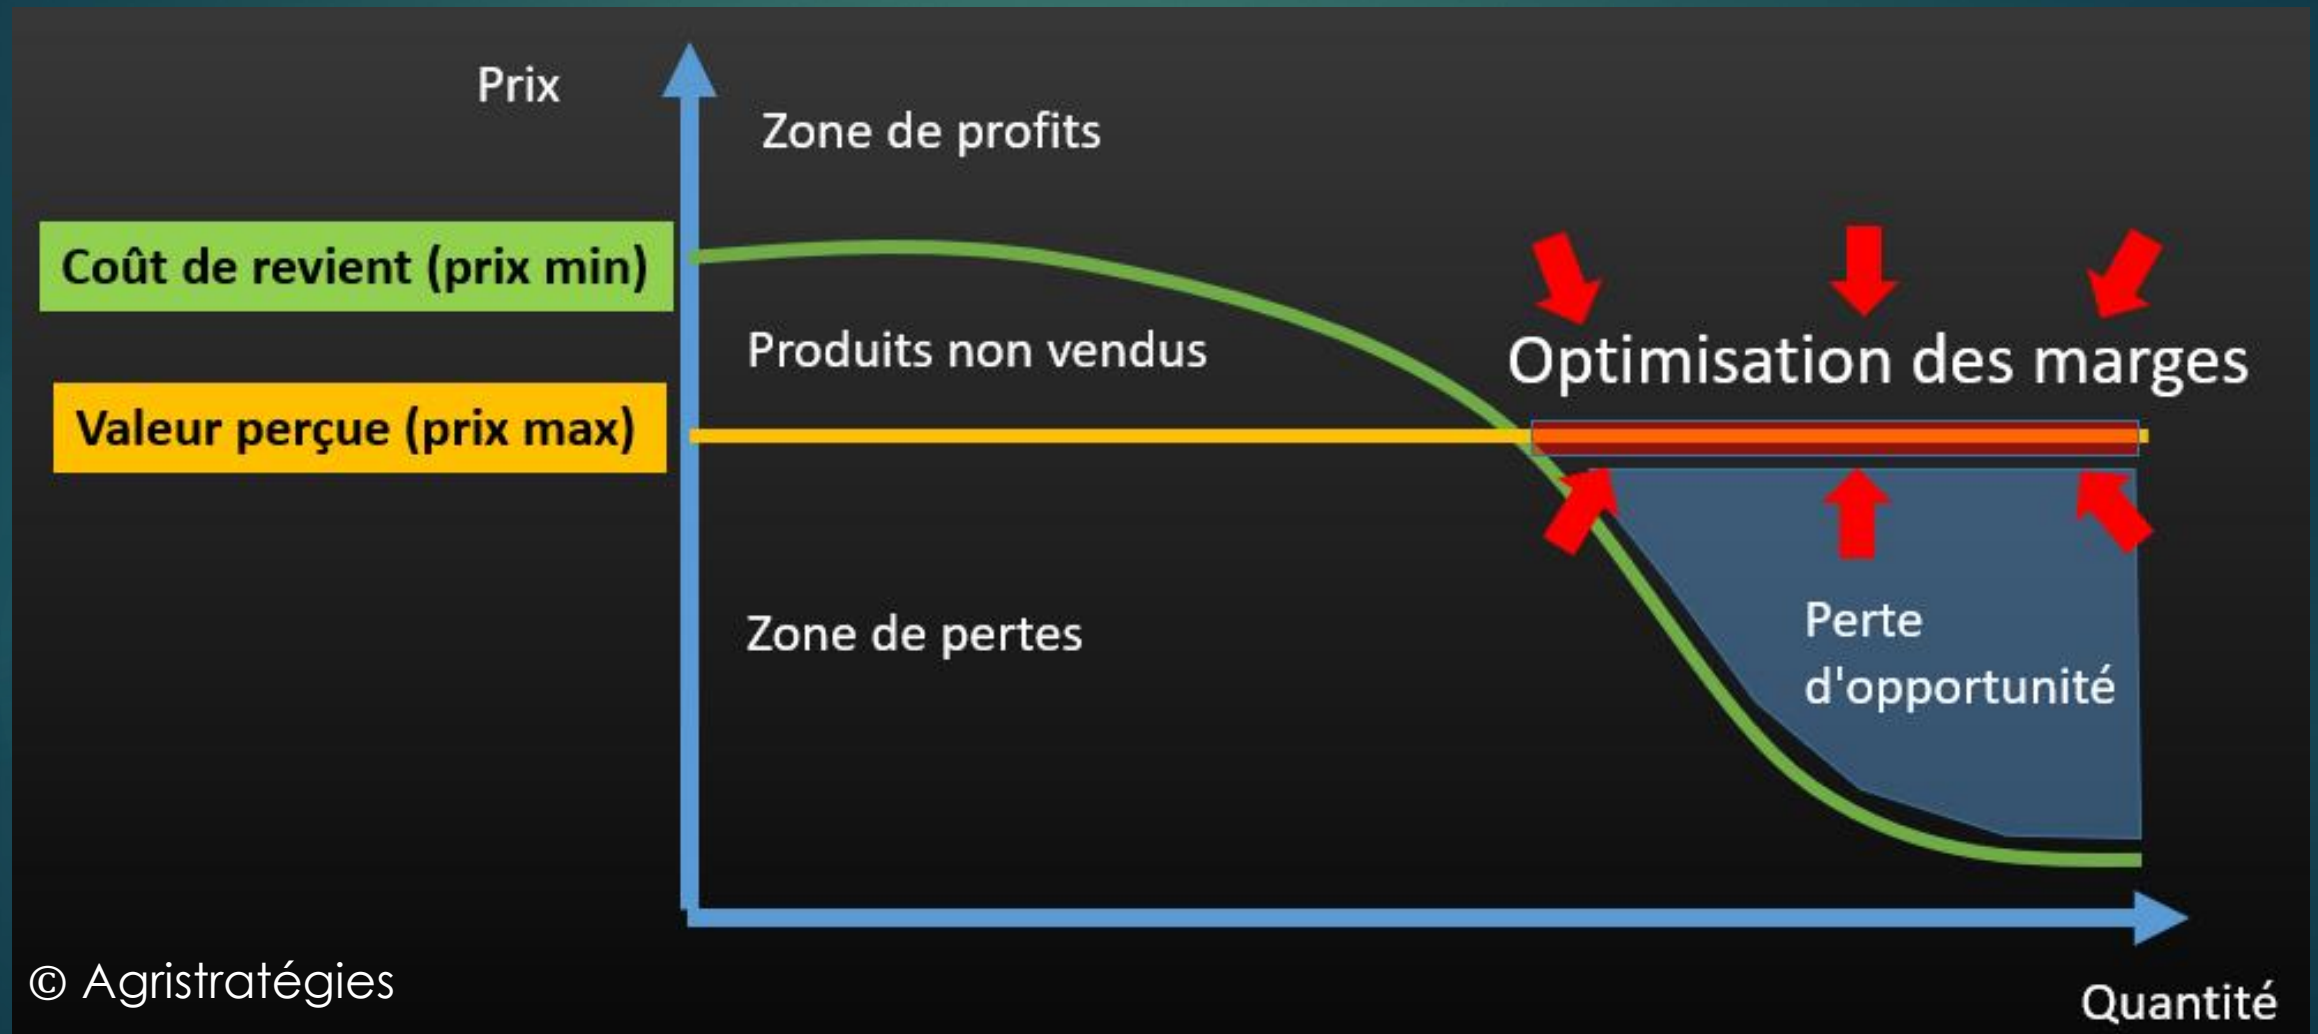 Prix
Zone de profits
Coût de revient (prix min)
Produits non vendus
Optimisation des marges
Valeur perçue (prix max)
Zone de pertes
Perte
d'opportunité
© Agristratégies
Quantité